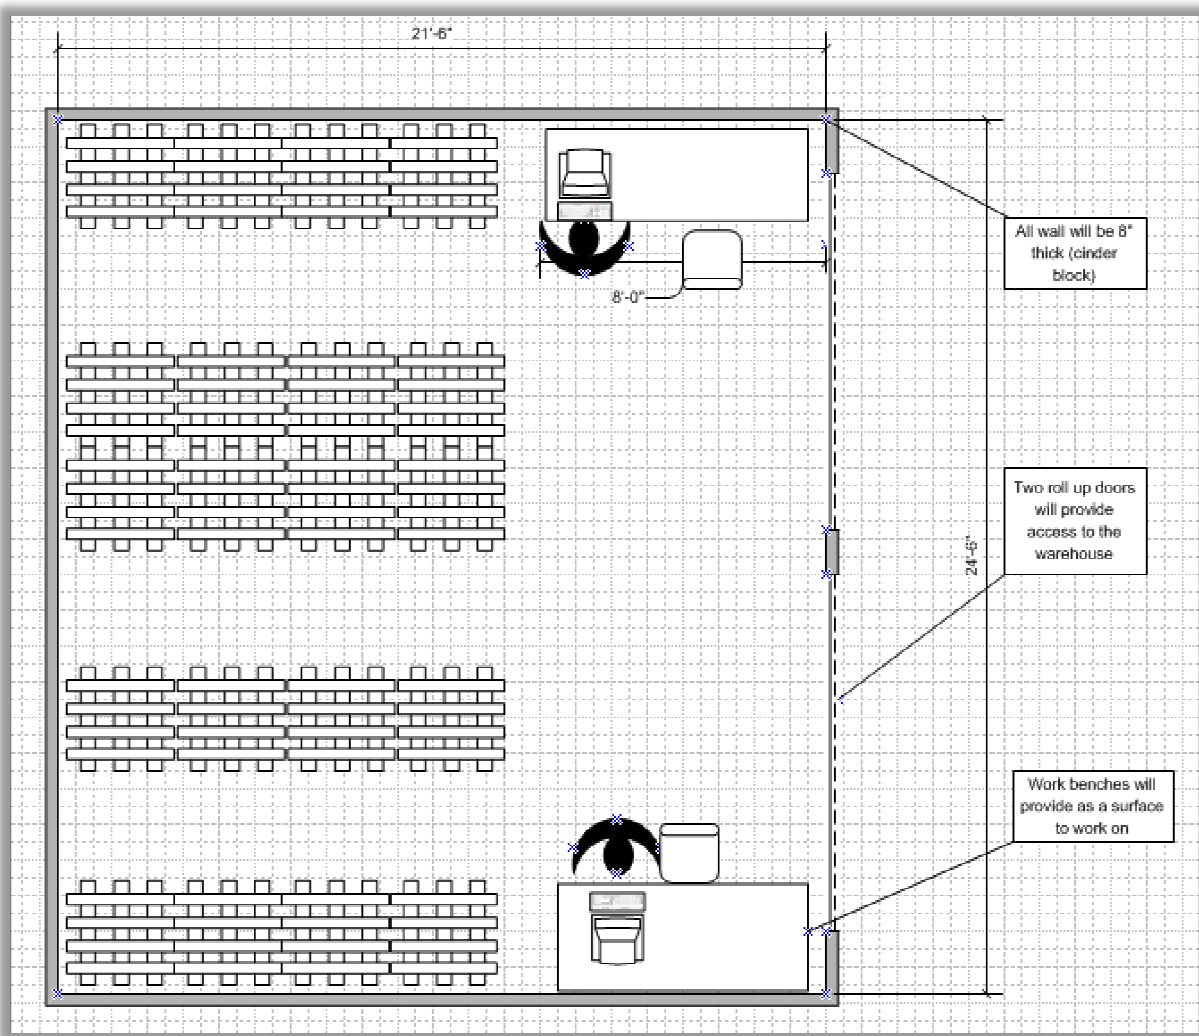 21'-6"
All wall will be 8"
thick (cinder
block)
8'-0"
Two roll up doors
will provide
access to the
warehouse
24'-6"
Work benches will
provide as a surface
to work on